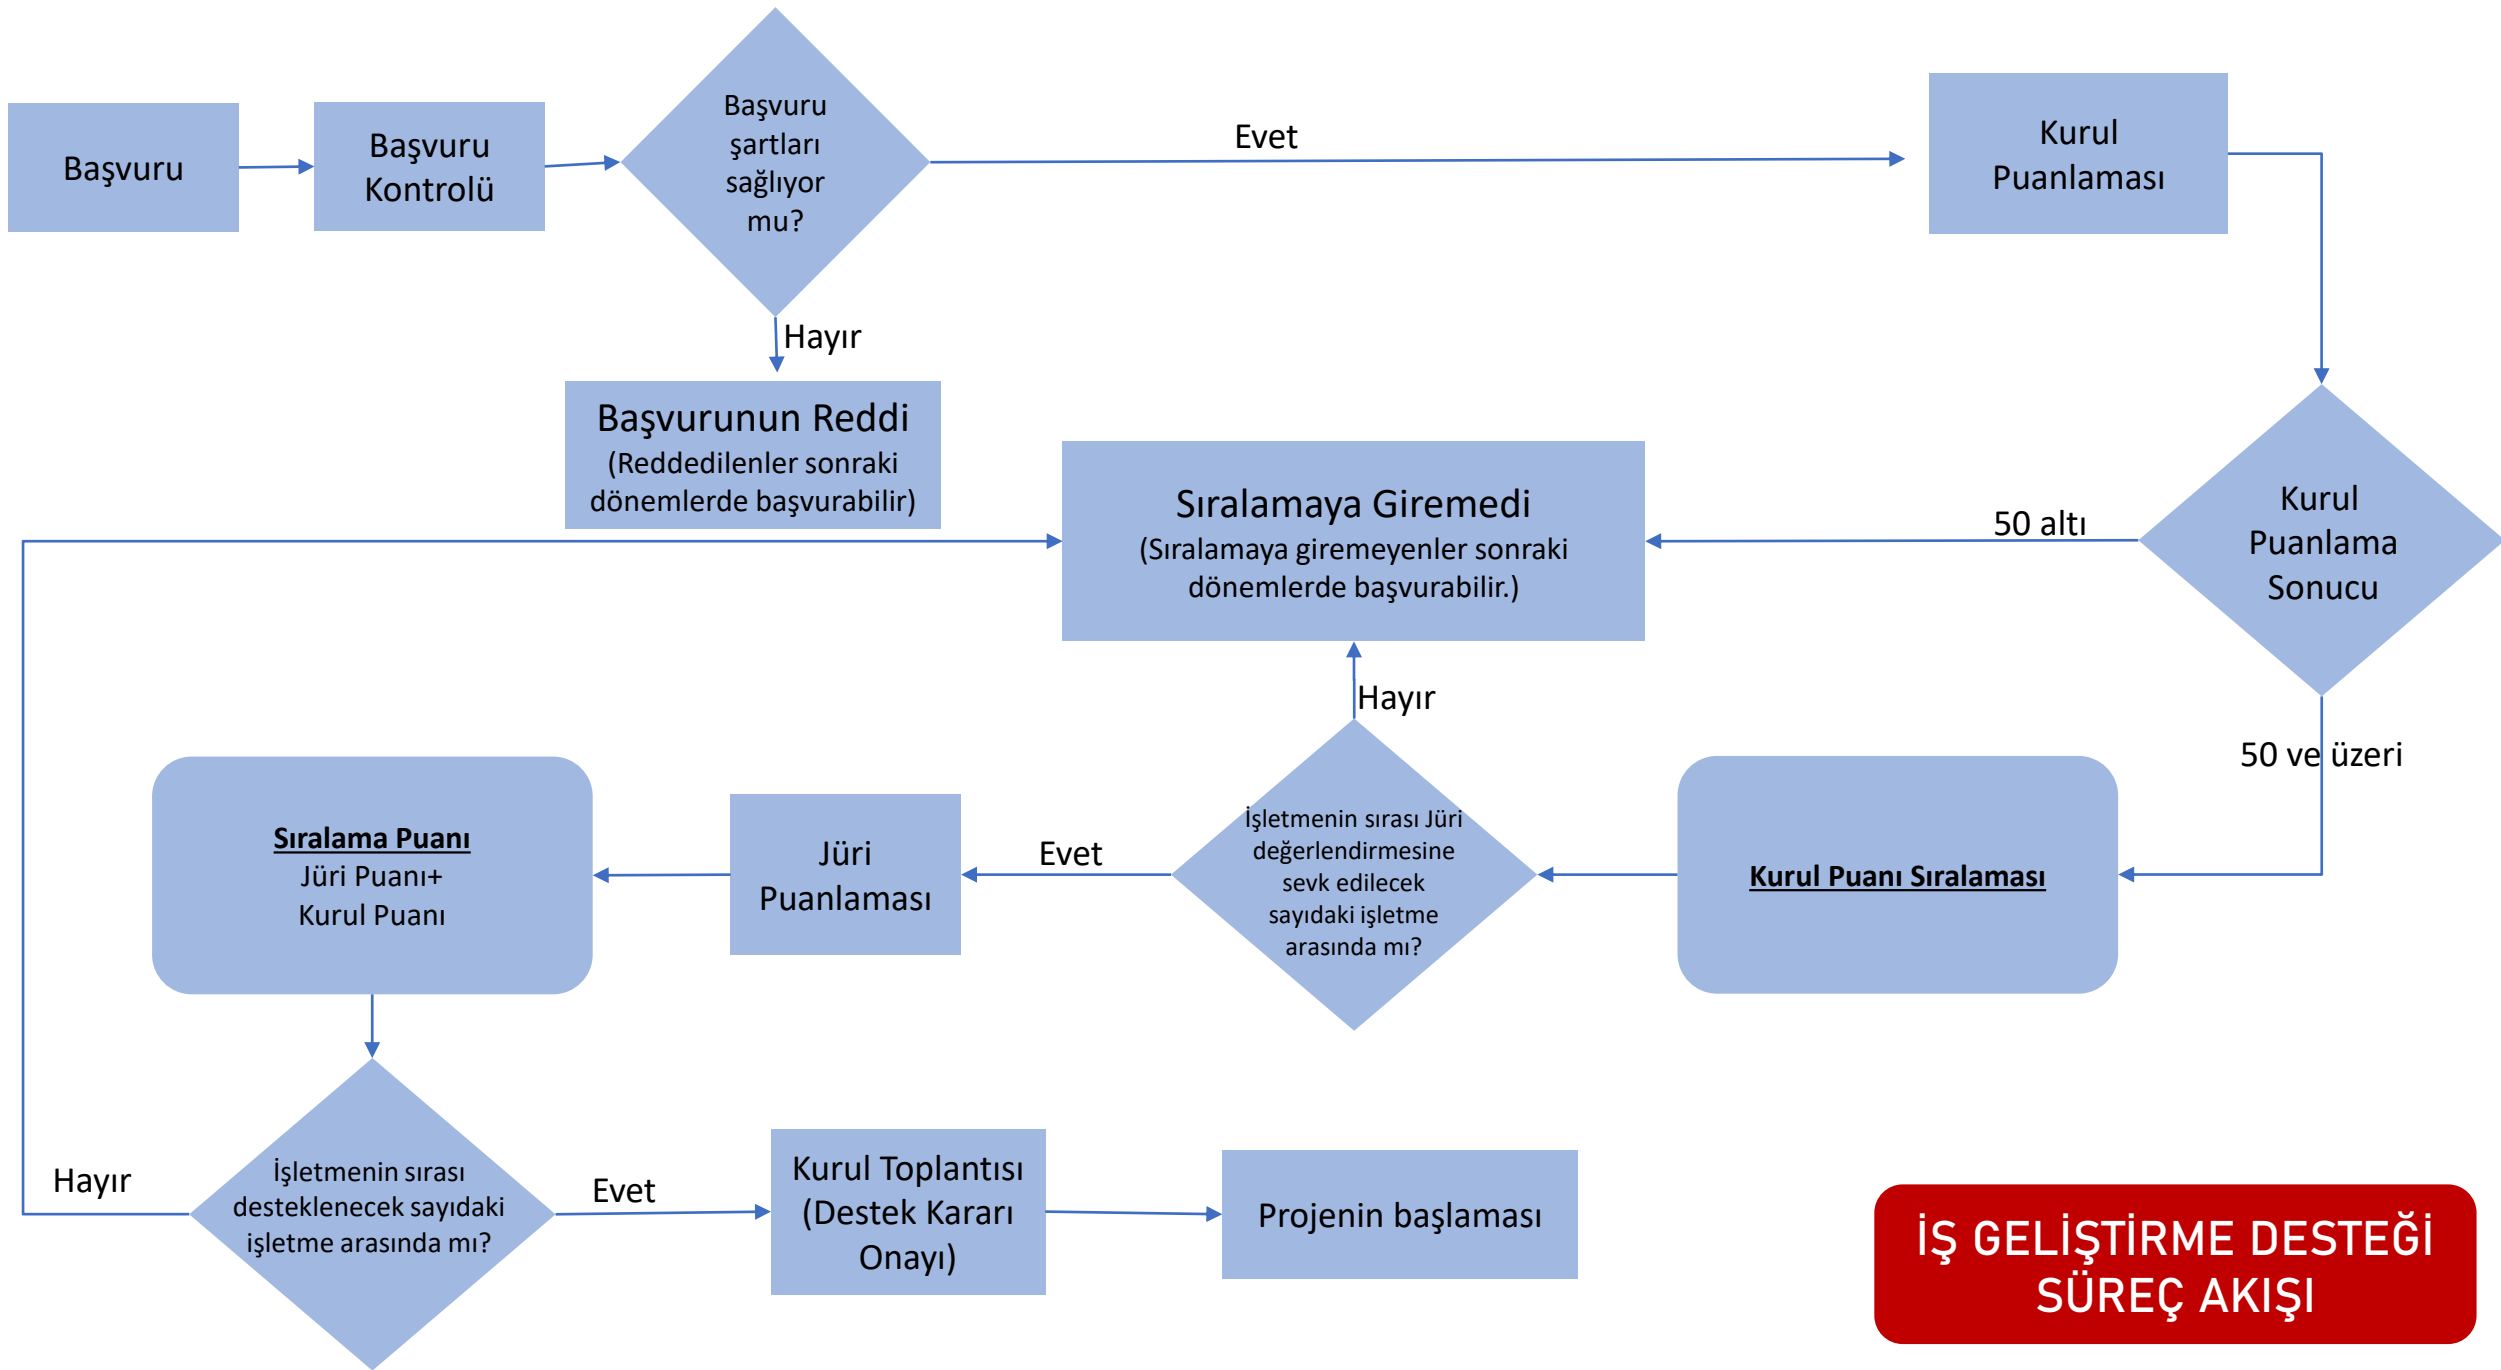 Başvuru
Başvuru
Kontrolü
Başvuru
şartları
sağlıyor
mu?
Evet
Kurul
Puanlaması
Hayır
Başvurunun Reddi
(Reddedilenler sonraki
dönemlerde başvurabilir)
Sıralamaya Giremedi
(Sıralamaya giremeyenler sonraki
dönemlerde başvurabilir.)
50 altı
Kurul
Puanlama
Sonucu
Hayır
50 ve üzeri
Sıralama Puanı
Jüri Puanı+
Kurul Puanı
Jüri
Puanlaması
Evet
İşletmenin sırası Jüri
değerlendirmesine
sevk edilecek
sayıdaki işletme
arasında mı?
Kurul Puanı Sıralaması
Hayır
İşletmenin sırası
desteklenecek sayıdaki
işletme arasında mı?
Evet
Kurul Toplantısı
(Destek Kararı
Onayı)
Projenin başlaması
İŞ GELİŞTİRME DESTEĞİ
SÜREÇ AKIŞI